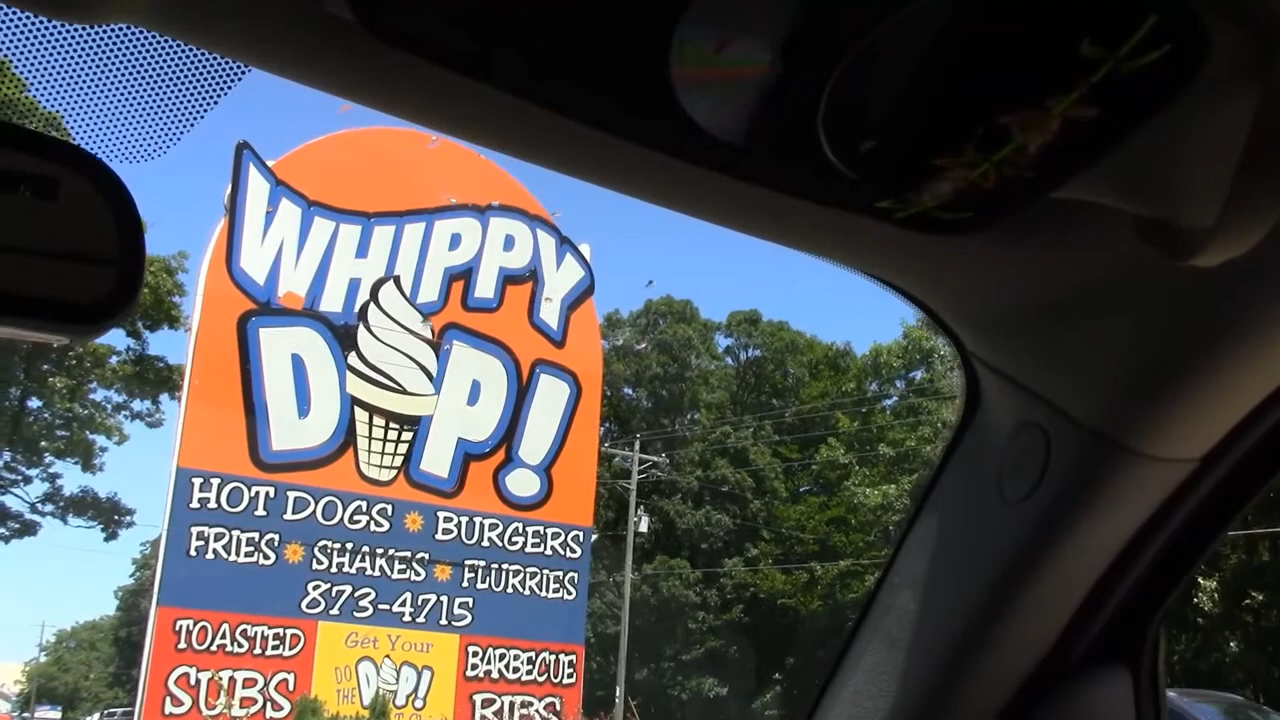 WHIPPY
DIP!
HOT DOGS BURGERS
FRIES SHAKES FLURRIES
873-4715
TOASTED
SUBS
Get Your
DO
THE
DIP!
BARBECUE
RIBS